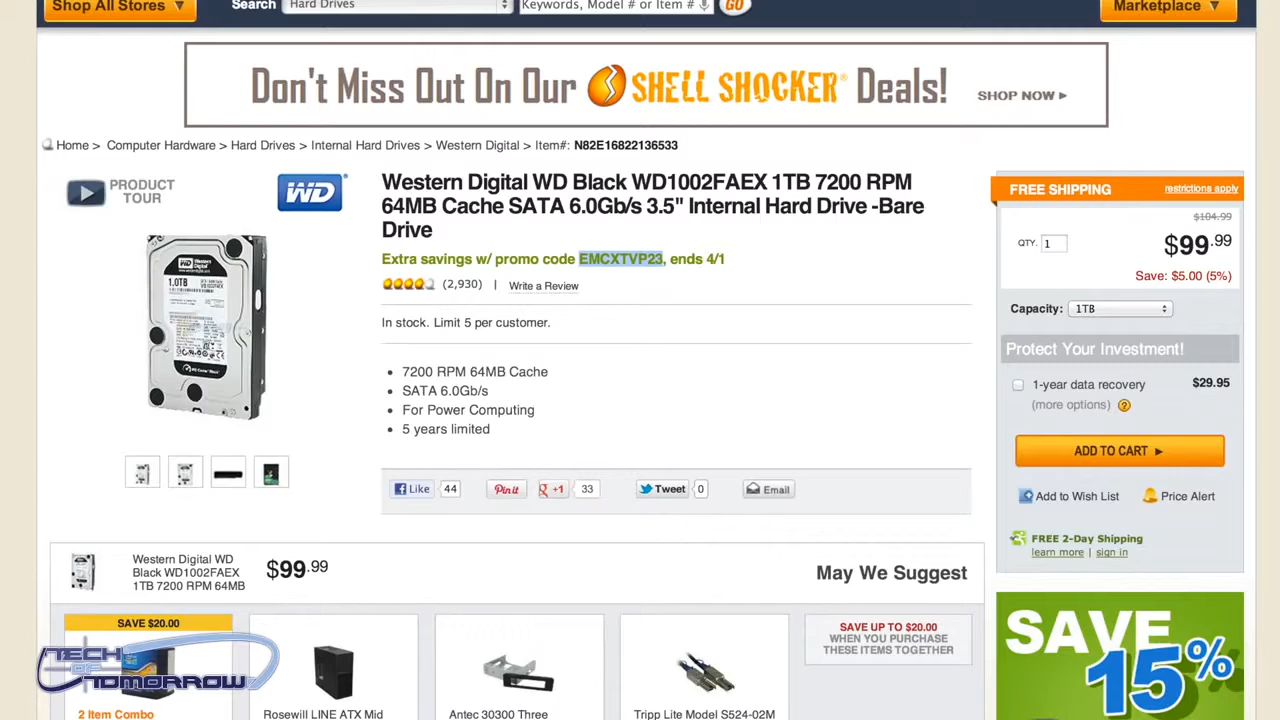 Shop All Stores ▼
Search
Hard Drives
Keywords, Model # or Item #
GO
Marketplace ▼
Don't Miss Out On Our SHELL SHOCKER® Deals! SHOP NOW ►
Home > Computer Hardware > Hard Drives > Internal Hard Drives > Western Digital > Item#: N82E16822136533
PRODUCT
TOUR
WD®
Western Digital WD Black WD1002FAEX 1TB 7200 RPM
64MB Cache SATA 6.0Gb/s 3.5" Internal Hard Drive -Bare
Drive
Extra savings w/ promo code EMCXTVP23, ends 4/1
(2,930) | Write a Review
In stock. Limit 5 per customer.
• 7200 RPM 64MB Cache
• SATA 6.0Gb/s
• For Power Computing
• 5 years limited
WD
1.0TB
Like 44
Pinit
g +1 33
Tweet 0
Email
FREE SHIPPING restrictions apply
$104.99
QTY. 1 $99.99
Save: $5.00 (5%)
Capacity: 1TB
Protect Your Investment!
1-year data recovery $29.95
(more options) ?
ADD TO CART ►
Add to Wish List Price Alert
FREE 2-Day Shipping
learn more | sign in
Western Digital WD
Black WD1002FAEX
1TB 7200 RPM 64MB
$99.99
May We Suggest
SAVE $20.00
2 Item Combo
Rosewill LINE ATX Mid
Antec 30300 Three
Tripp Lite Model S524-02M
SAVE UP TO $20.00
WHEN YOU PURCHASE
THESE ITEMS TOGETHER
SAVE
15%
TECH
OF
TOMORROW